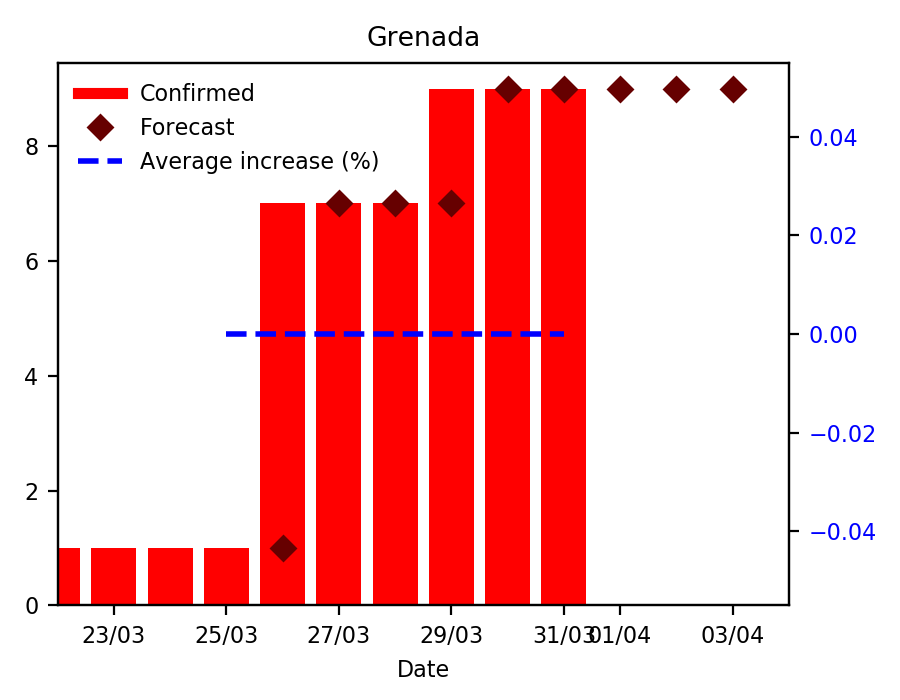 Grenada
Confirmed
Forecast
Average increase (%)
8
6
4
2
0
0.04
0.02
0.00
−0.02
−0.04
23/03 25/03 27/03 29/03 31/03 01/04 03/04
Date